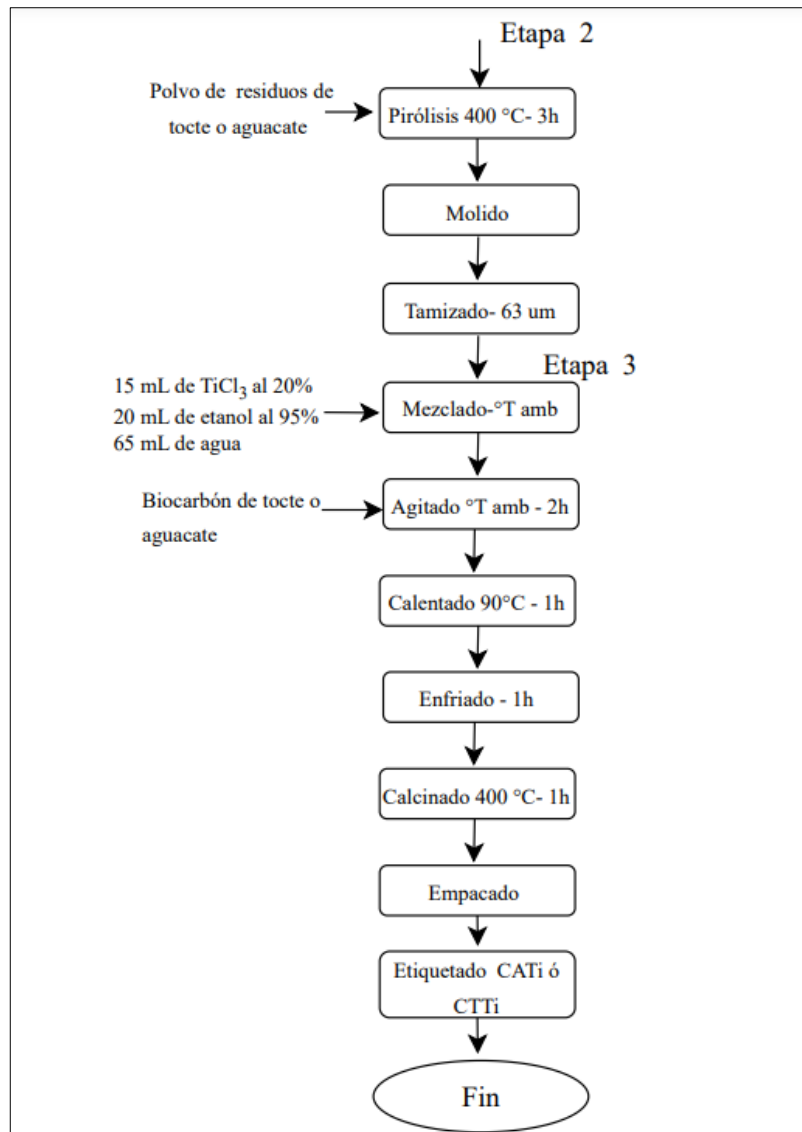 Etapa 2
Polvo de residuos de
tocte o aguacate
Pirólisis 400 °C- 3h
Molido
Tamizado- 63 um
Etapa 3
15 mL de TiCl3 al 20%
20 mL de etanol al 95%
65 mL de agua
Mezclado-°T amb
Biocarbón de tocte o
aguacate
Agitado °T amb - 2h
Calentado 90°C - 1h
Enfriado - 1h
Calcinado 400 °C- 1h
Empacado
Etiquetado CATi ó
CTTi
Fin